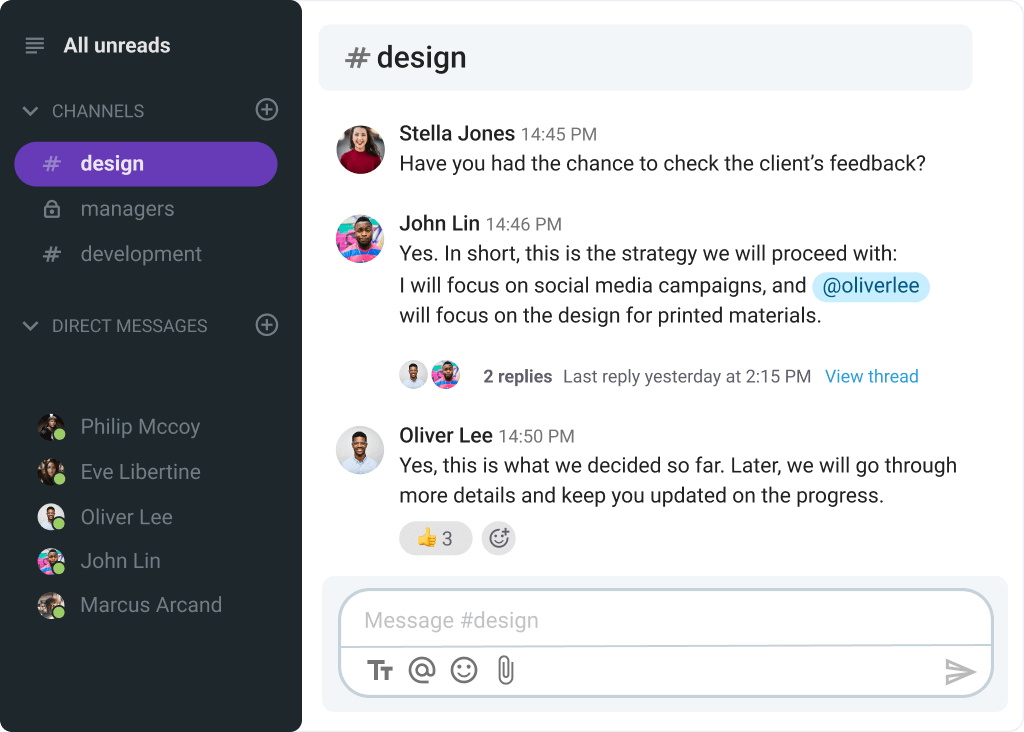 All unreads
CHANNELS
# design
managers
# development
DIRECT MESSAGES
Philip Mccoy
Eve Libertine
Oliver Lee
John Lin
Marcus Arcand
# design
Stella Jones 14:45 PM
Have you had the chance to check the client’s feedback?
John Lin 14:46 PM
Yes. In short, this is the strategy we will proceed with:
I will focus on social media campaigns, and @oliverlee
will focus on the design for printed materials.
2 replies Last reply yesterday at 2:15 PM View thread
Oliver Lee 14:50 PM
Yes, this is what we decided so far. Later, we will go through
more details and keep you updated on the progress.
👍 3
Message #design
Tт @